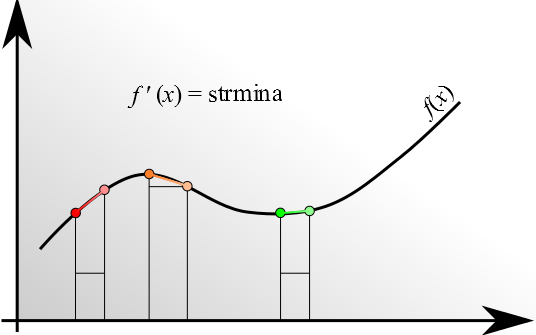 f ′ (x) = strmina
f(x)